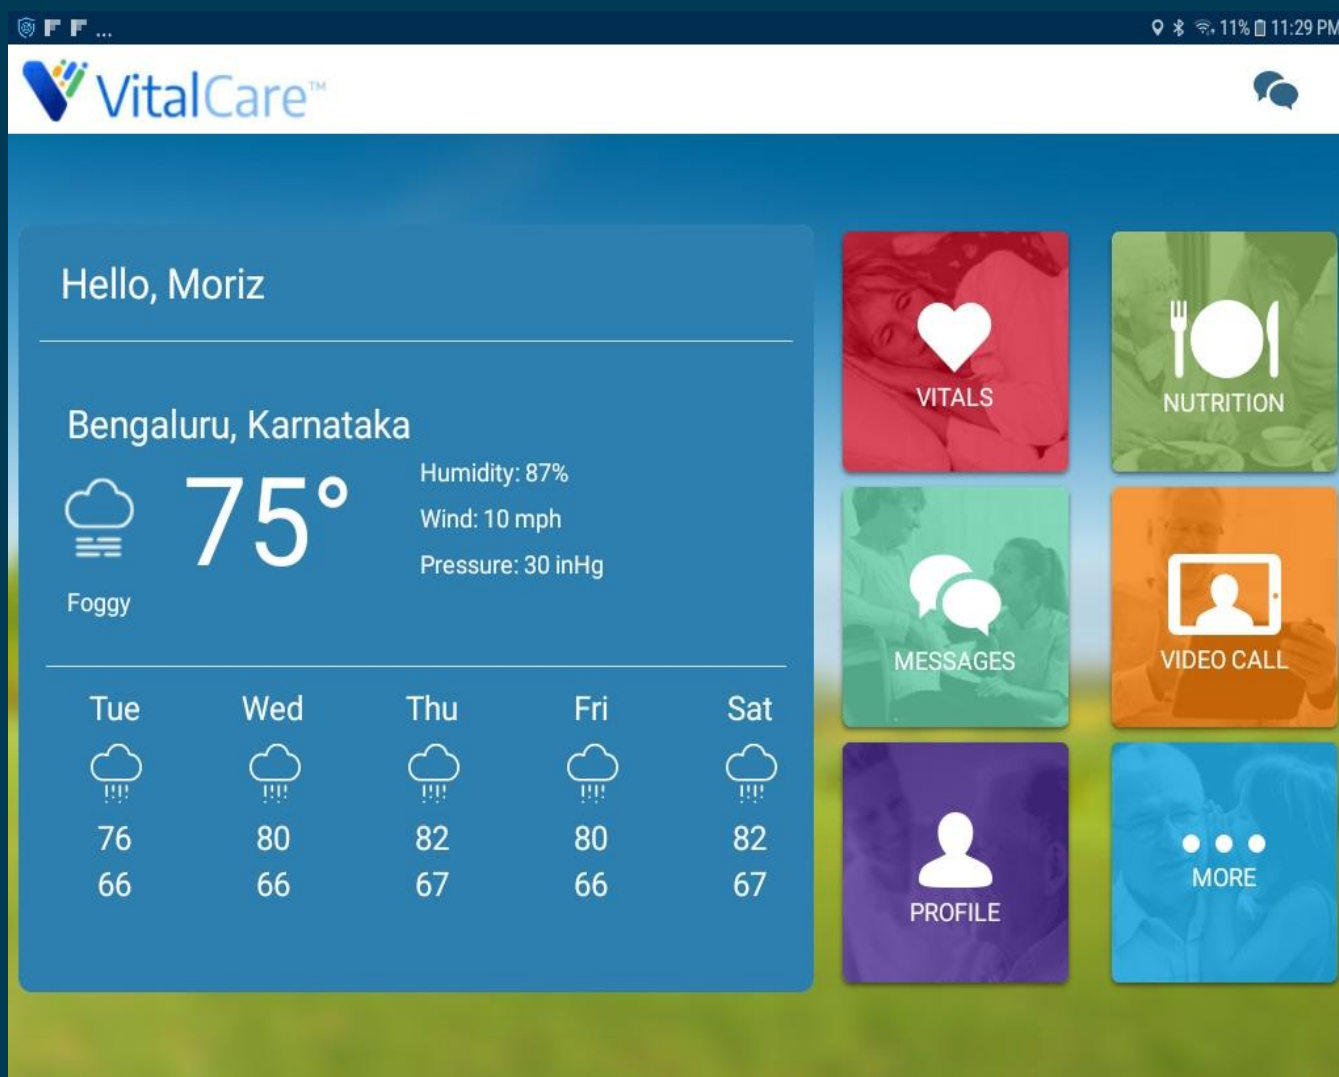 ... 11% 11:29 PM
VitalCare™
Hello, Moriz
Bengaluru, Karnataka
75°
Humidity: 87%
Wind: 10 mph
Pressure: 30 inHg
Foggy
Tue Wed Thu Fri Sat
76 80 82 80 82
66 66 67 66 67
VITALS
NUTRITION
MESSAGES
VIDEO CALL
PROFILE
MORE